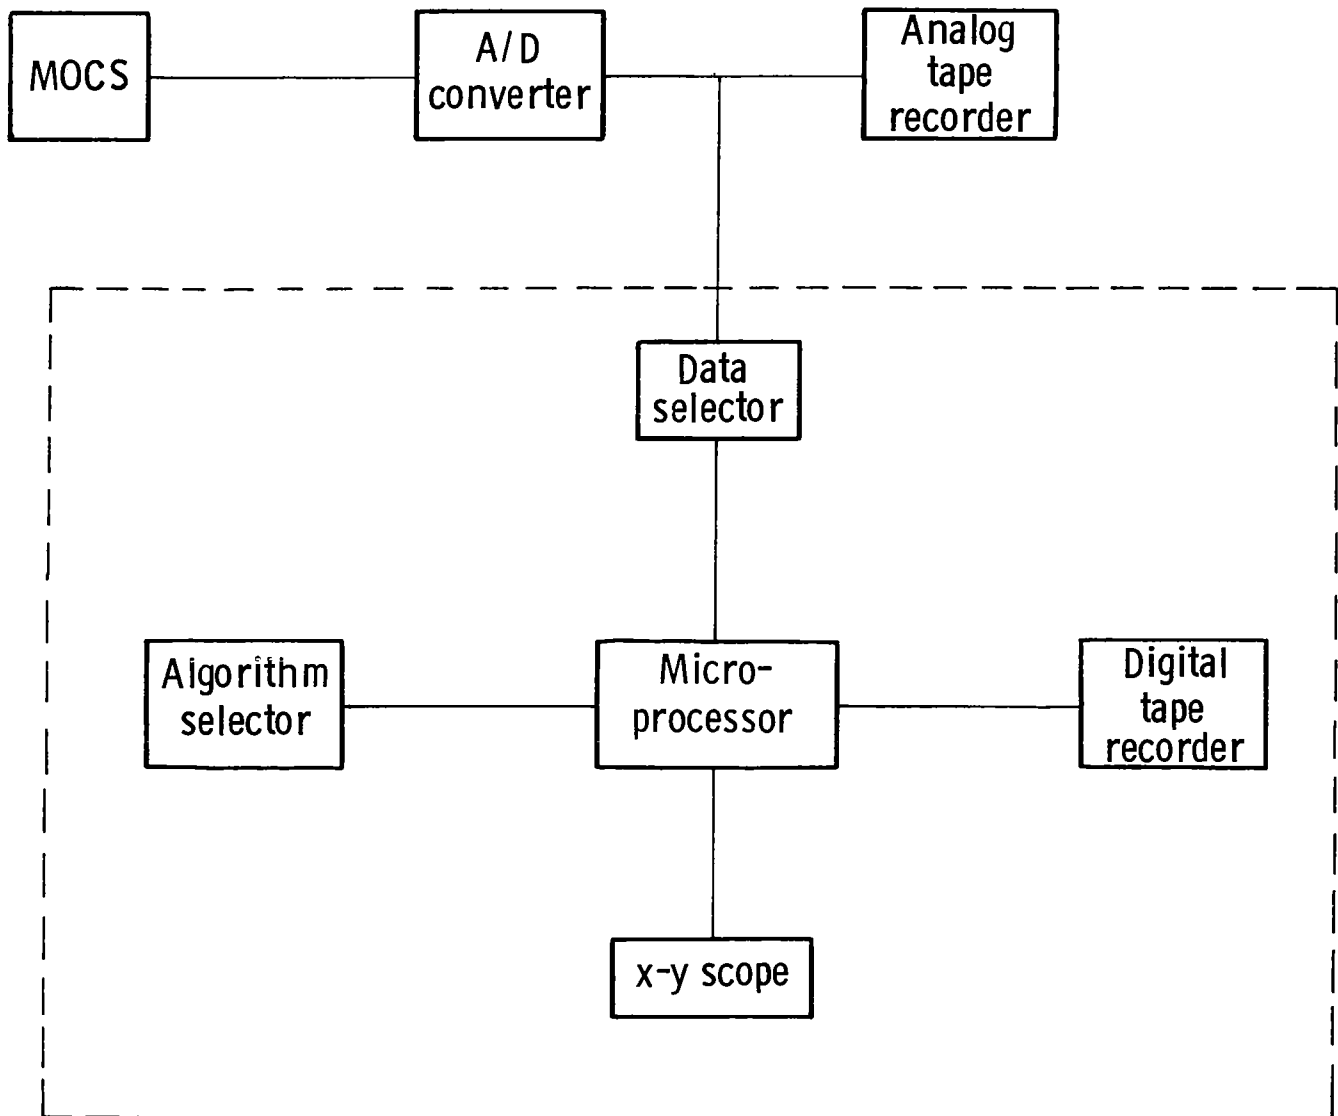 MOCS
A/D
converter
Analog
tape
recorder
Data
selector
Algorithm
selector
Micro-
processor
Digital
tape
recorder
x-y scope